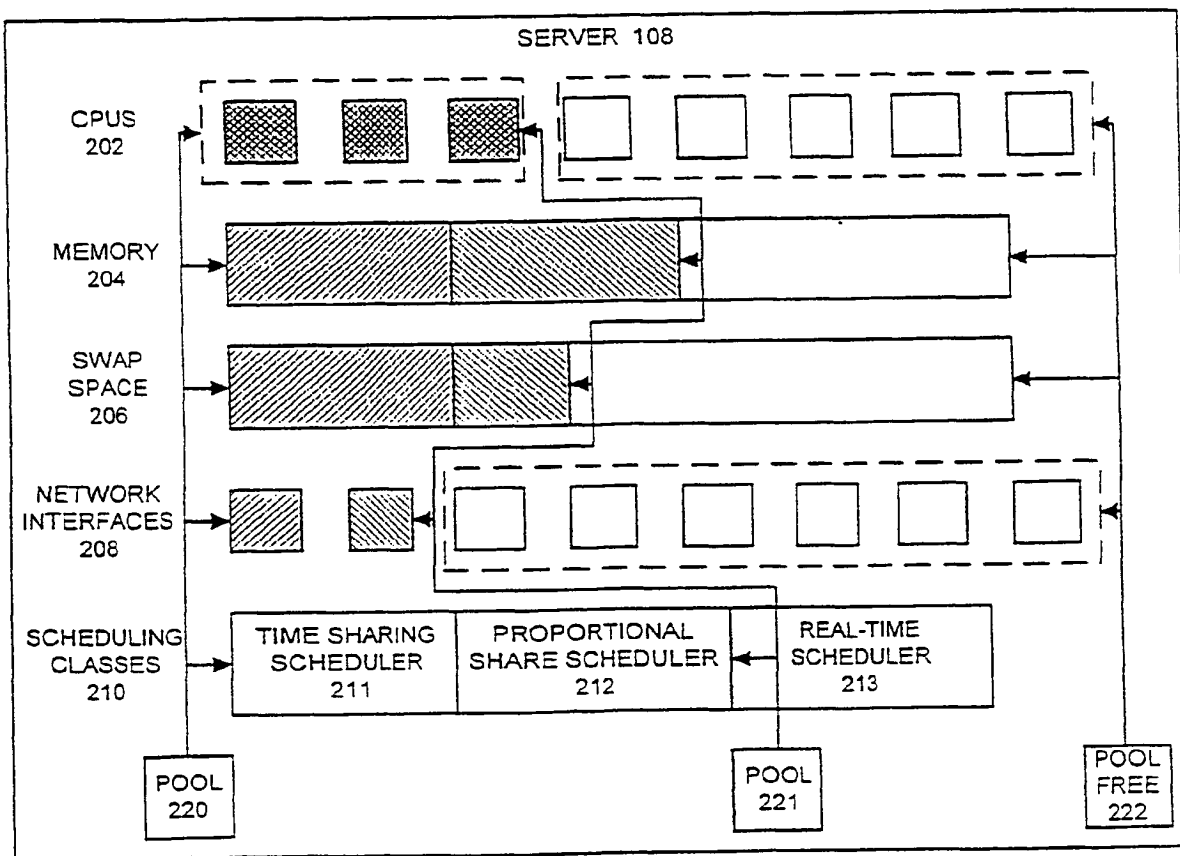 SERVER 108
CPUS
202
MEMORY
204
SWAP
SPACE
206
NETWORK
INTERFACES
208
SCHEDULING
CLASSES
210
TIME SHARING
SCHEDULER
211
PROPORTIONAL
SHARE SCHEDULER
212
REAL-TIME
SCHEDULER
213
POOL
220
POOL
221
POOL
FREE
222